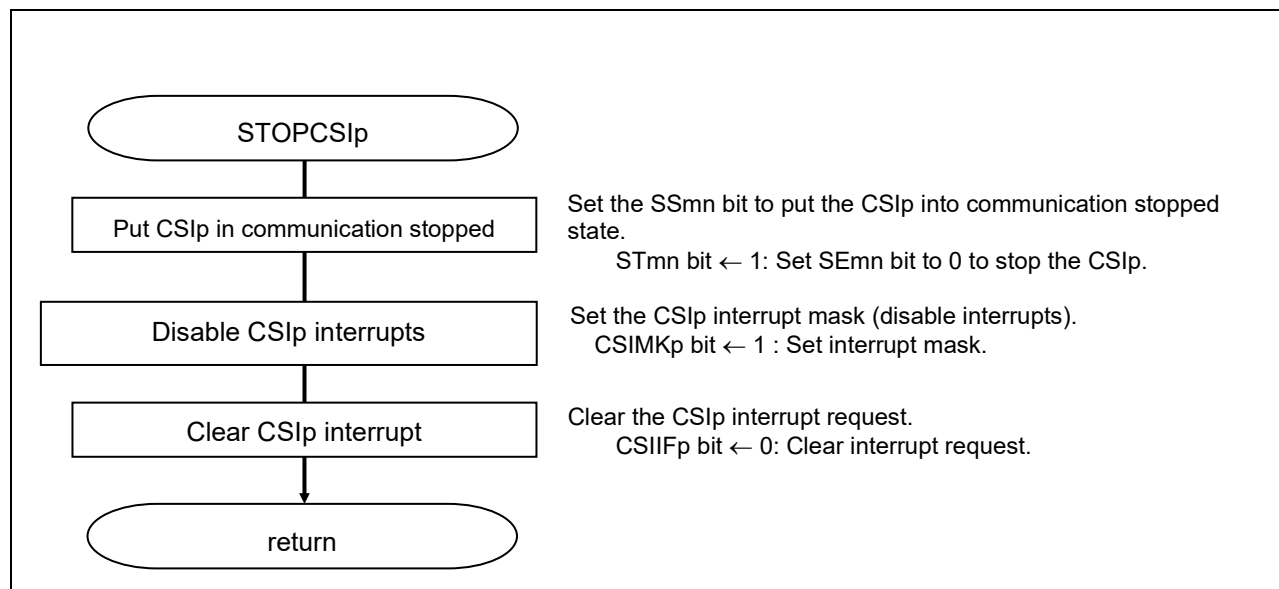 STOPCSIp
Put CSIp in communication stopped
Set the SSmn bit to put the CSIp into communication stopped
state.
STmn bit ← 1: Set SEmn bit to 0 to stop the CSIp.
Disable CSIp interrupts
Set the CSIp interrupt mask (disable interrupts).
CSIMKp bit ← 1 : Set interrupt mask.
Clear CSIp interrupt
Clear the CSIp interrupt request.
CSIIFp bit ← 0: Clear interrupt request.
return